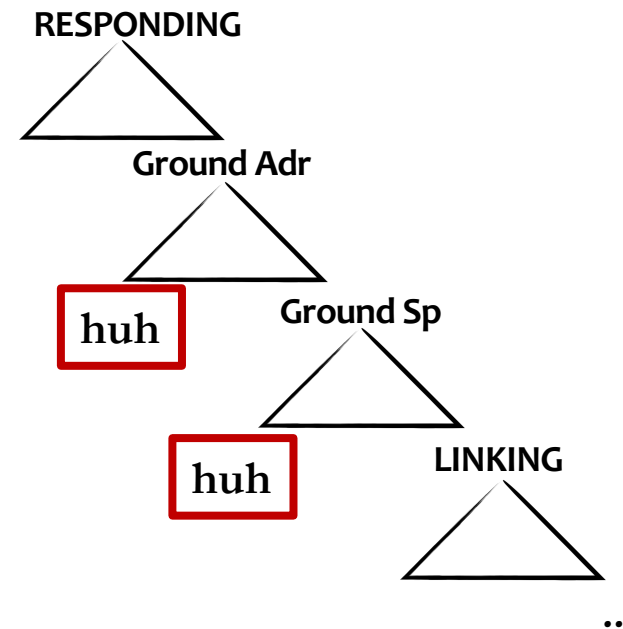 RESPONDING
Ground Adr
huh
Ground Sp
huh
LINKING
..